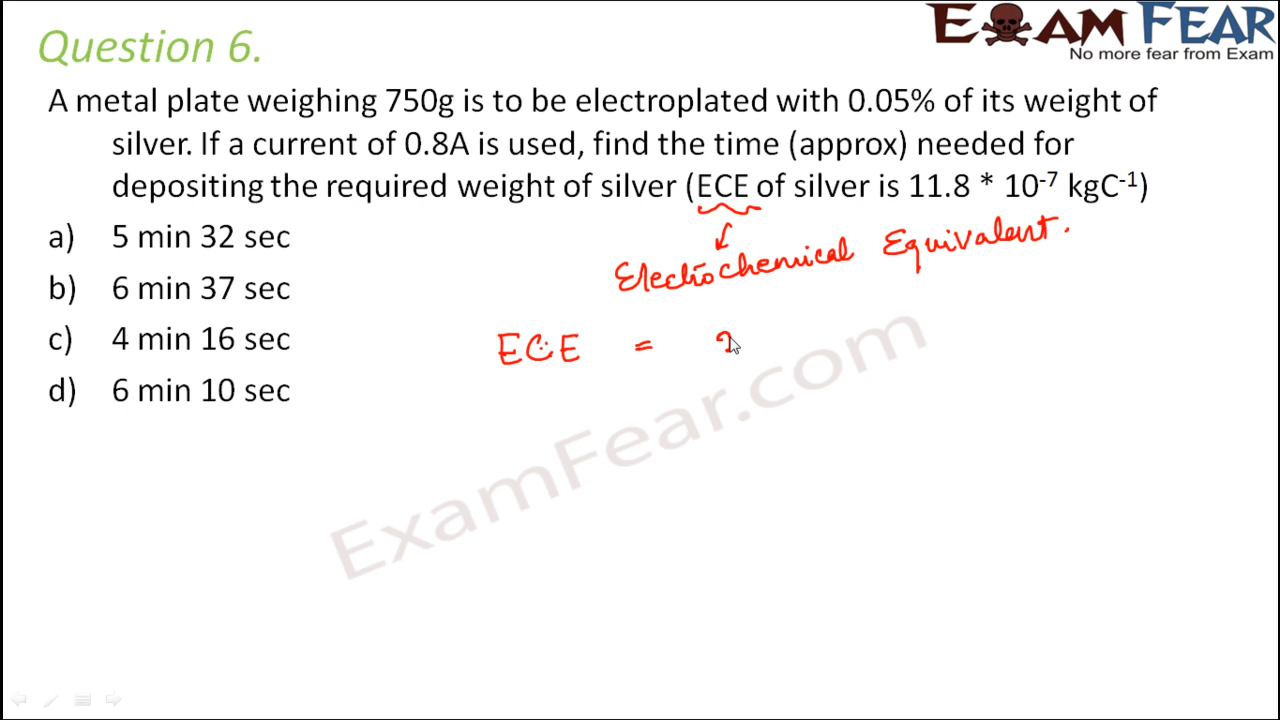 EXAM FEAR
No more fear from Exam
Question 6.
A metal plate weighing 750g is to be electroplated with 0.05% of its weight of
silver. If a current of 0.8A is used, find the time (approx) needed for
depositing the required weight of silver (ECE of silver is 11.8 * 10⁻⁷ kgC⁻¹)
a) 5 min 32 sec
Electrochemical Equivalent.
b) 6 min 37 sec
c) 4 min 16 sec
ECE =
d) 6 min 10 sec
ExamFear.com